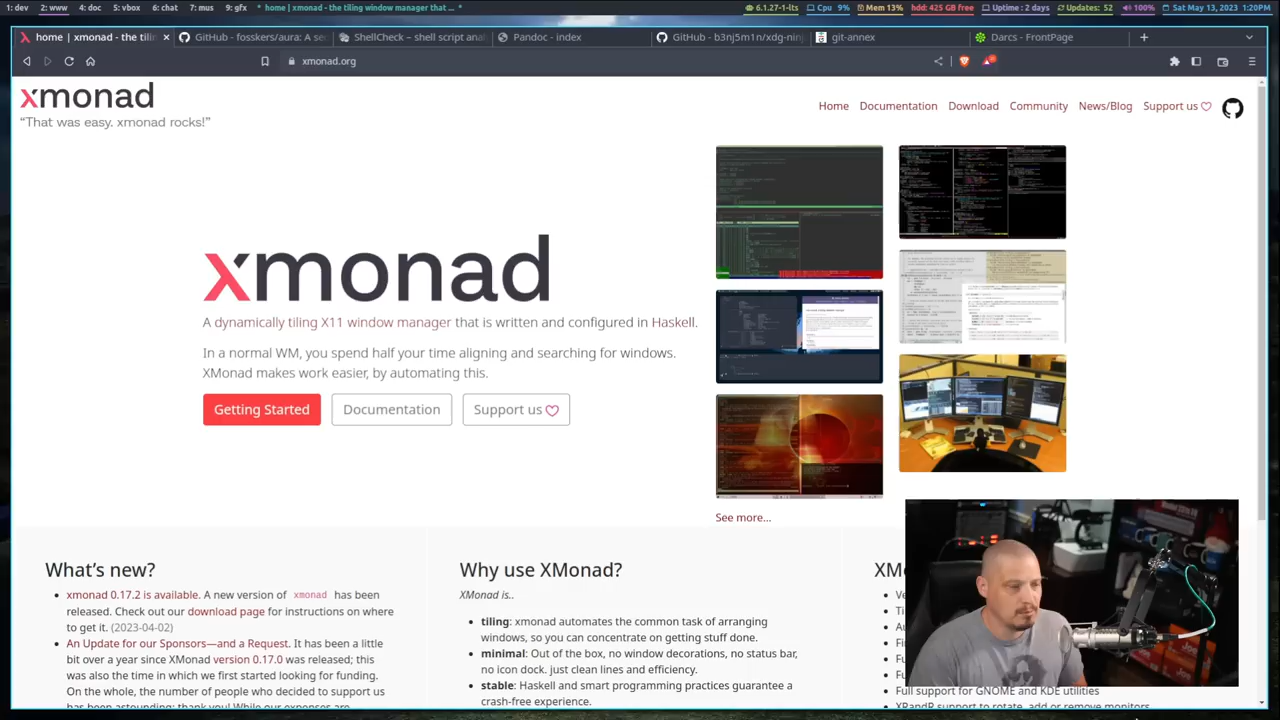 1: dev 2: www 4: doc 5: vbox 6: chat 7: mus 9: gfx * home | xmonad - the tiling window manager that ... * 6.1.27-1-lts Cpu 9% Mem 13% hdd: 425 GB free Uptime: 2 days Updates: 52 100% Sat May 13, 2023 1:20PM
home | xmonad - the tilin GitHub - fosskers/aura: A se ShellCheck – shell script anal Pandoc - index GitHub - b3nj5m1n/xdg-ninj git-annex Darcs - FrontPage
xmonad.org
xmonad
“That was easy. xmonad rocks!”
Home Documentation Download Community News/Blog Support us
xmonad
X11 window manager that is written configured Haskell.
In a normal WM, you spend half your time aligning and searching for windows.
XMonad makes work easier, by automating this.
Getting Started Documentation Support us
See more...
What’s new?
xmonad 0.17.2 is available. A new version of xmonad has been
released. Check out our download page for instructions on where
to get it. (2023-04-02)
An Update for our Sponsors—and a Request. It has been a little
bit over a year since XMonad version 0.17.0 was released; this
was also the time in which we first started looking for funding.
On the whole, the number of people who decided to support us
has been astounding: thank you! While our expenses are
Why use XMonad?
XMonad is..
tiling: xmonad automates the common task of arranging
windows, so you can concentrate on getting stuff done.
minimal: Out of the box, no window decorations, no status bar,
no icon dock. just clean lines and efficiency.
stable: Haskell and smart programming practices guarantee a
crash-free experience.
XM
Ve
Ti
Au
Fi
Fu
Fu
Full support for GNOME and KDE utilities
XRandR support to rotate, add or remove monitors